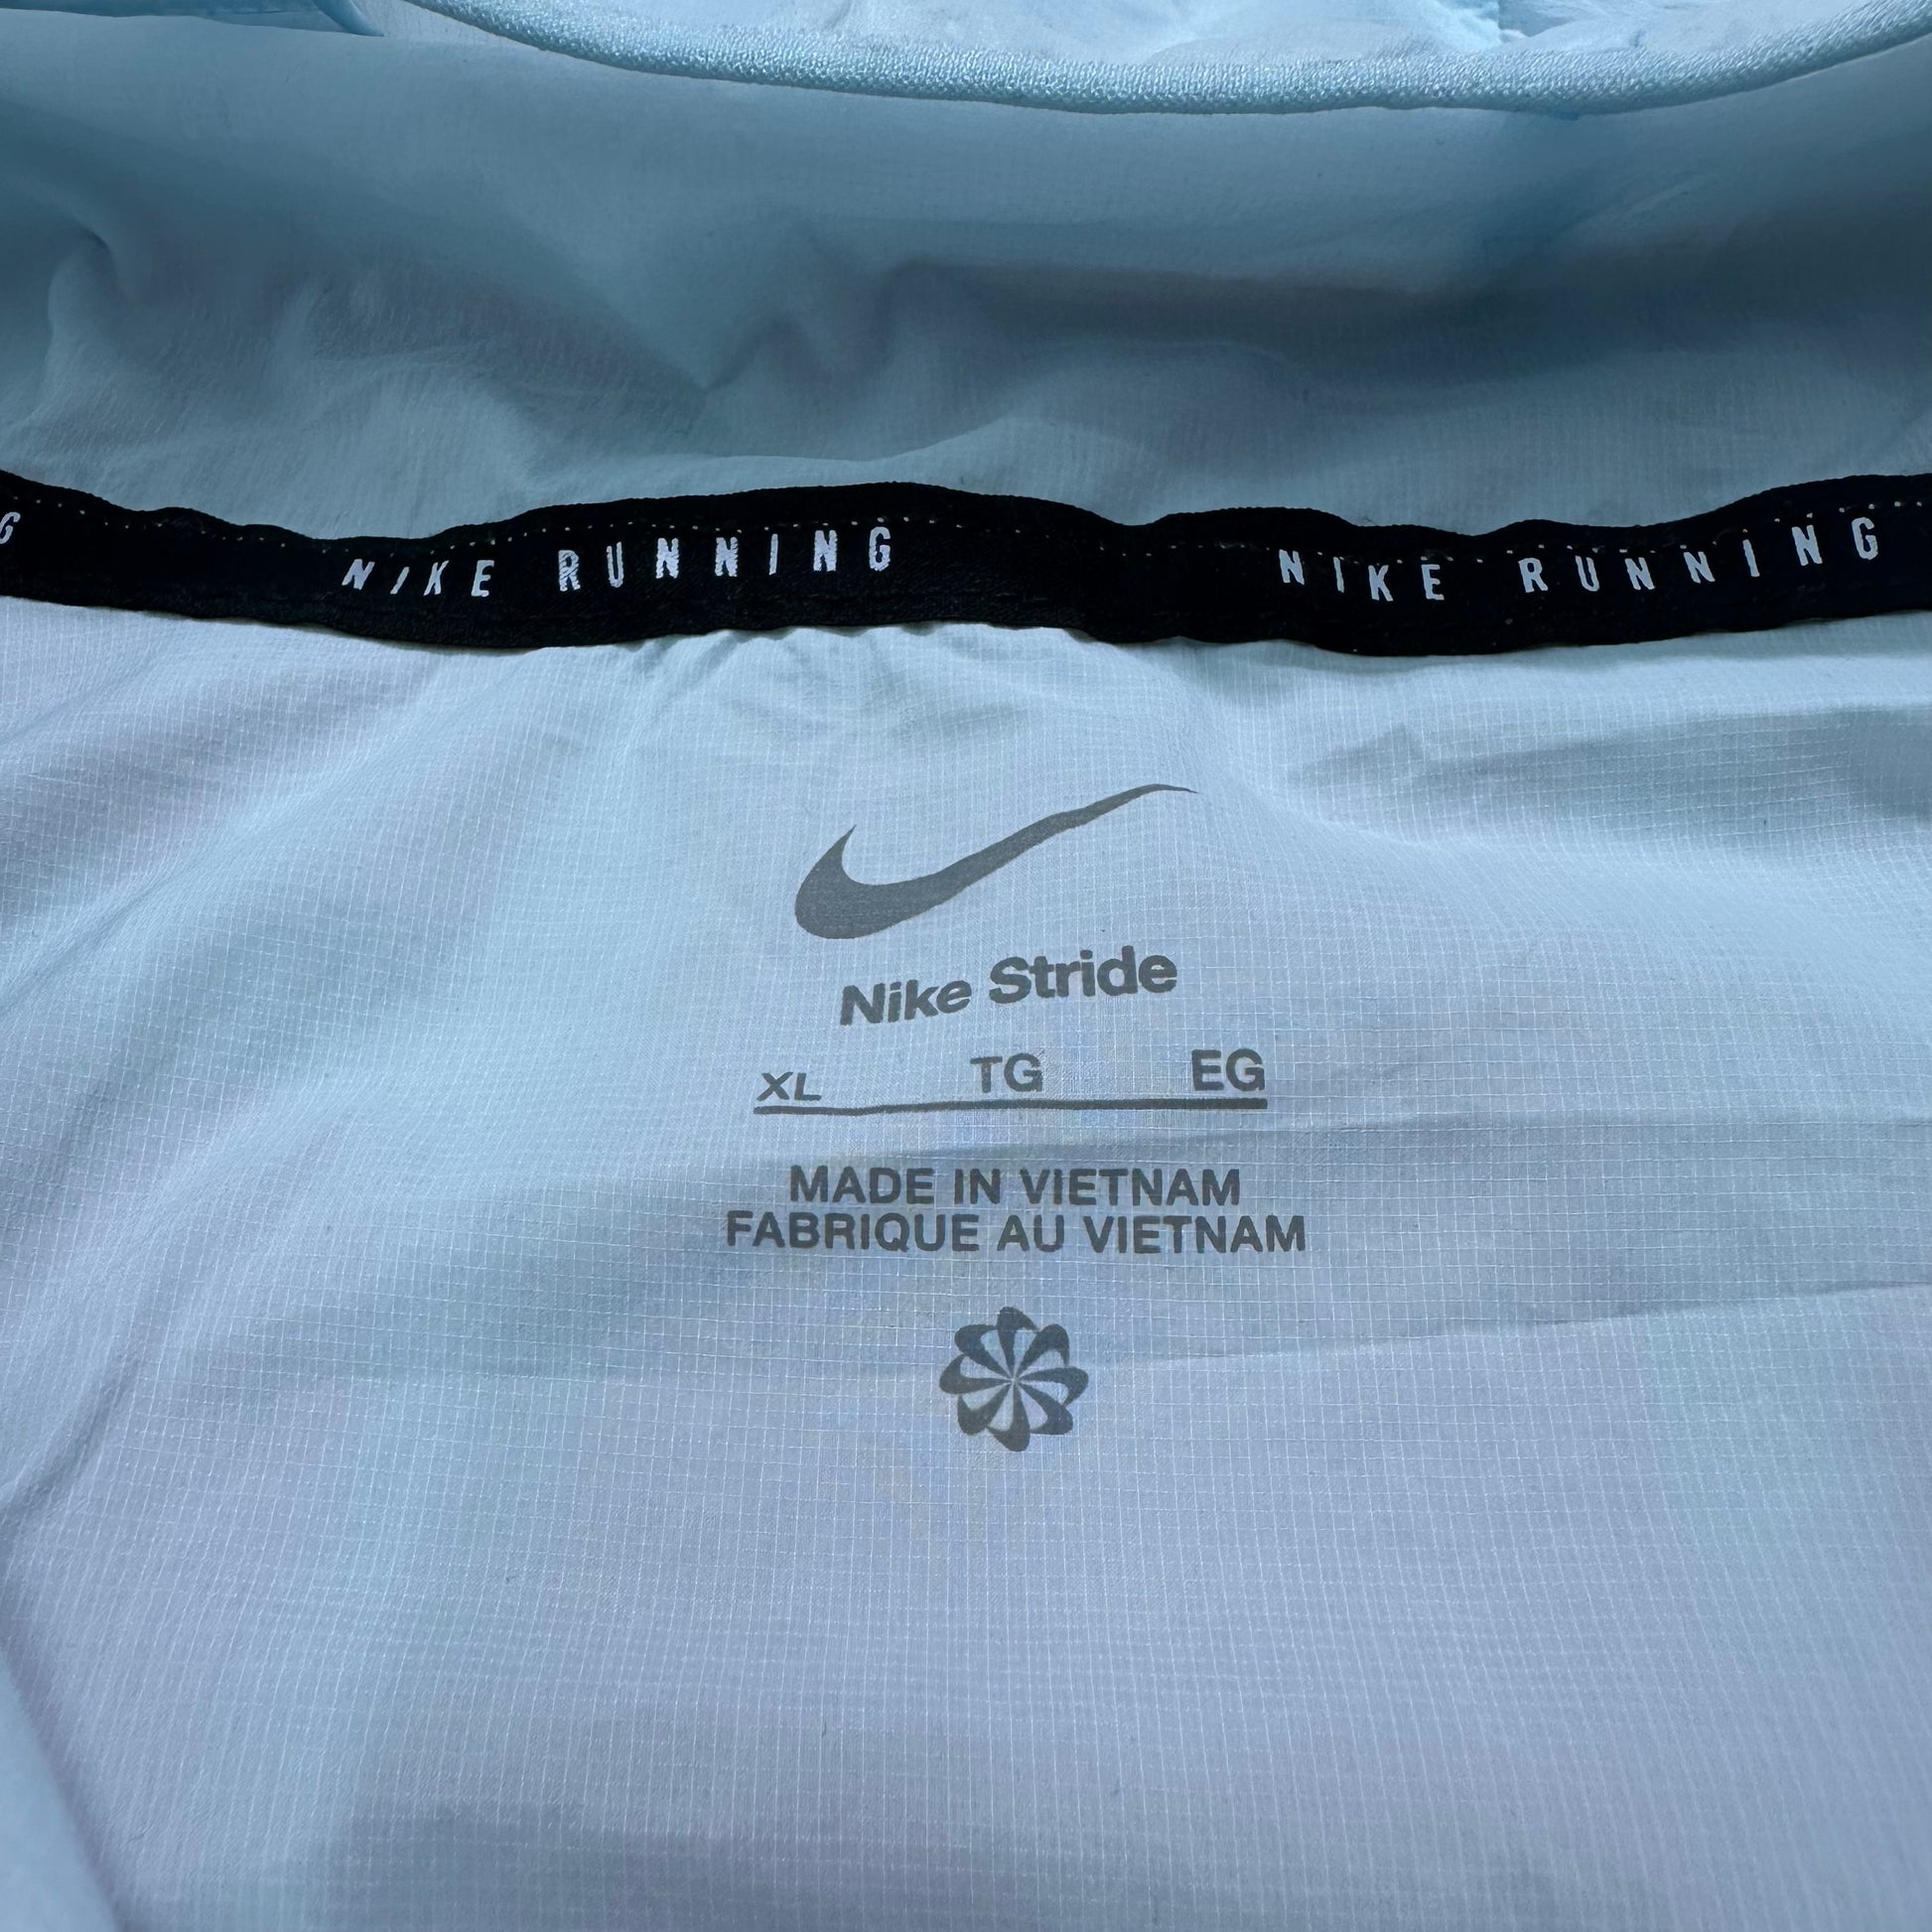 G NIKE RUNNING NIKE RUNNING
Nike Stride
XL TG EG
MADE IN VIETNAM
FABRIQUE AU VIETNAM